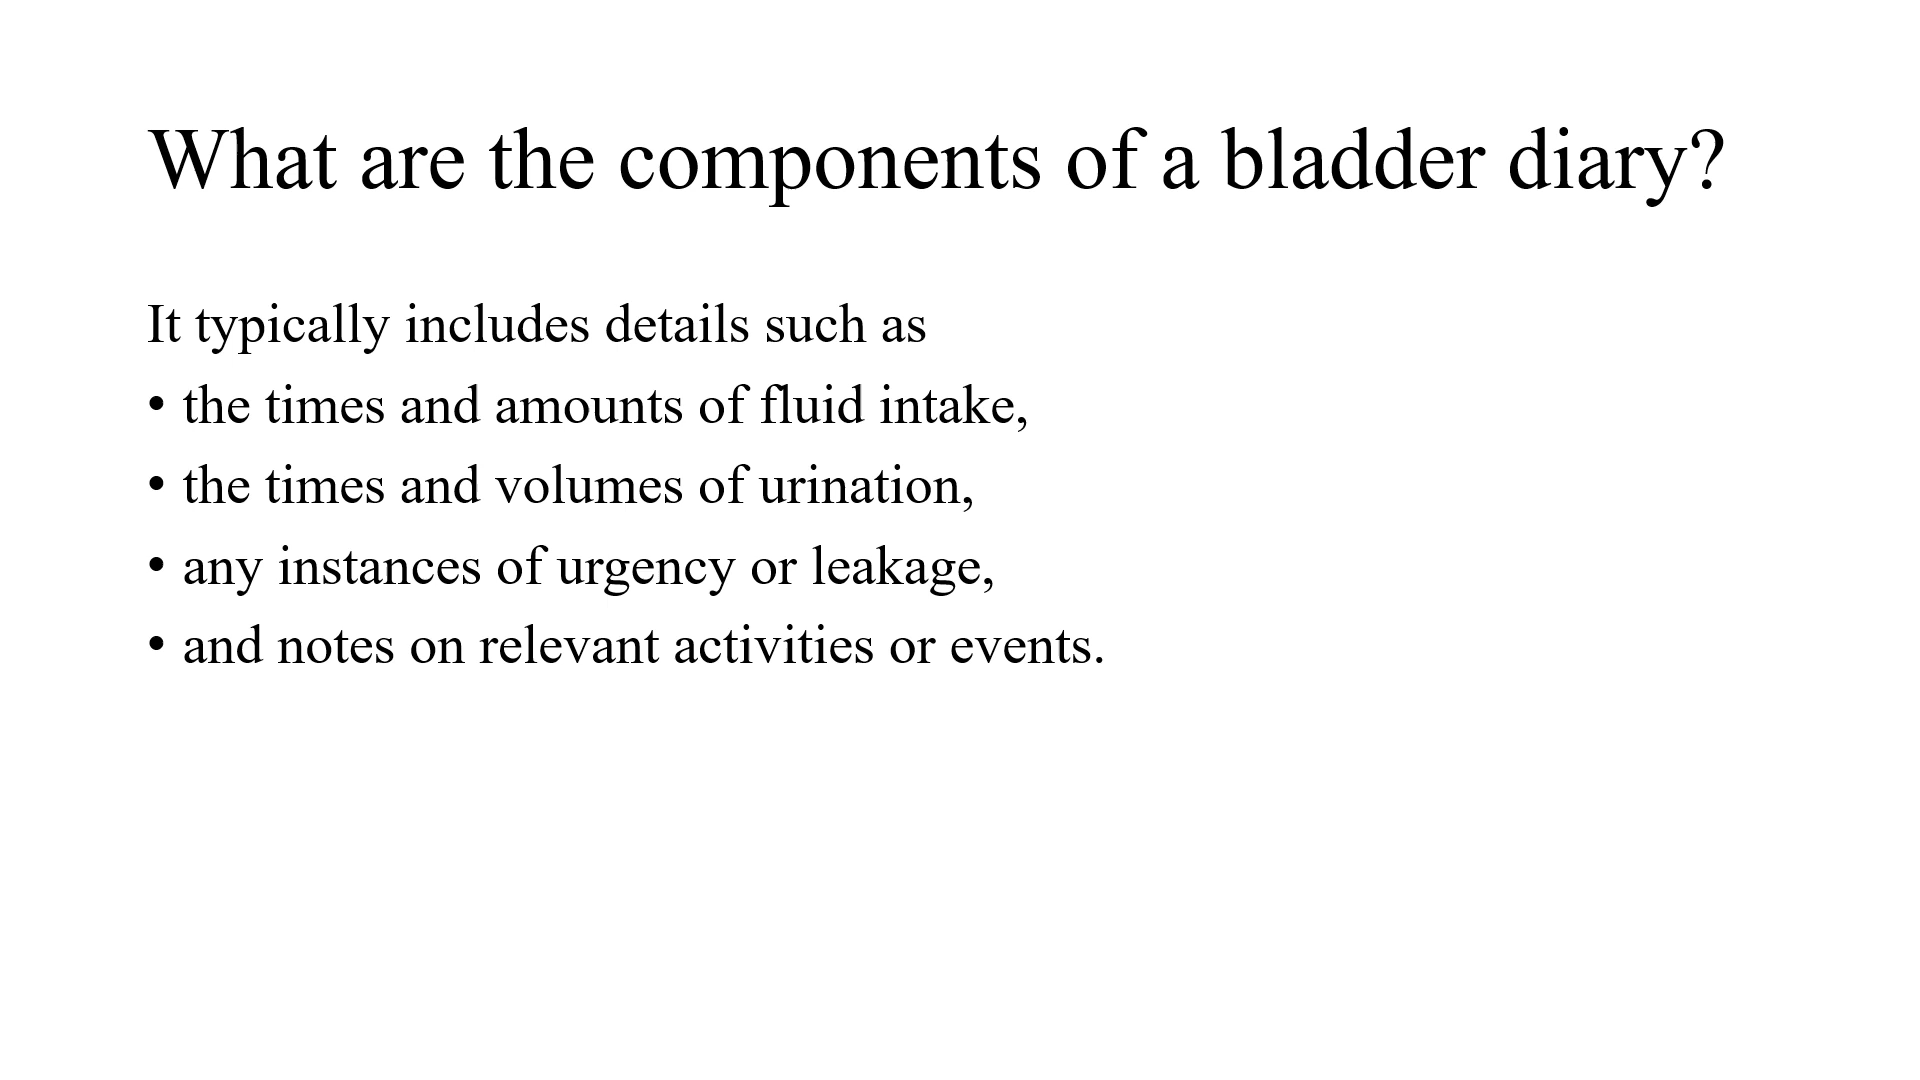 What are the components of a bladder diary?
It typically includes details such as
• the times and amounts of fluid intake,
• the times and volumes of urination,
• any instances of urgency or leakage,
• and notes on relevant activities or events.